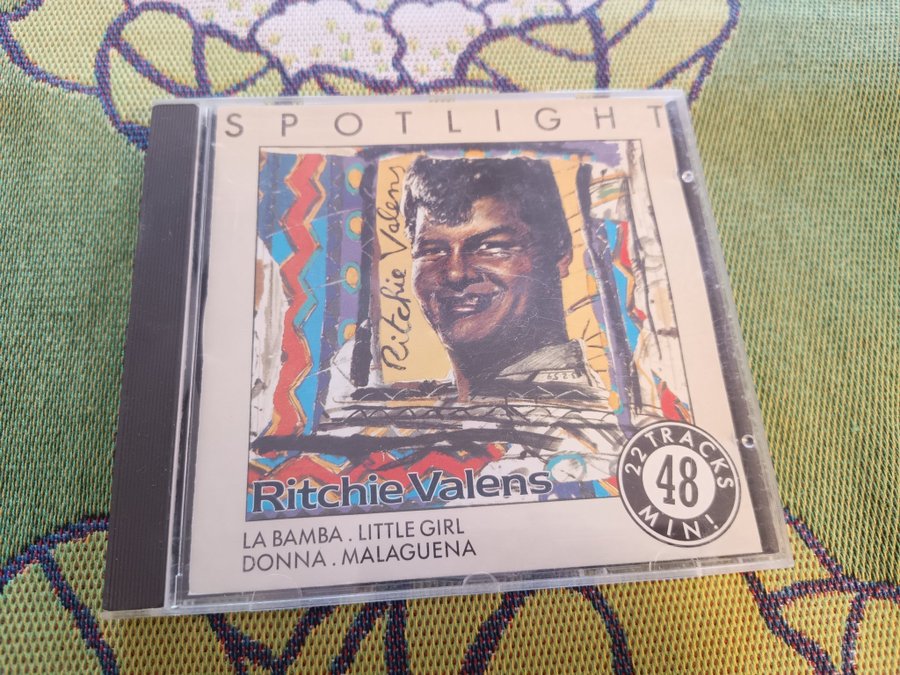 SPOTLIGHT
Ritchie Valens
Ritchie Valens
LA BAMBA . LITTLE GIRL
DONNA . MALAGUENA
22 TRACKS
48
MIN!